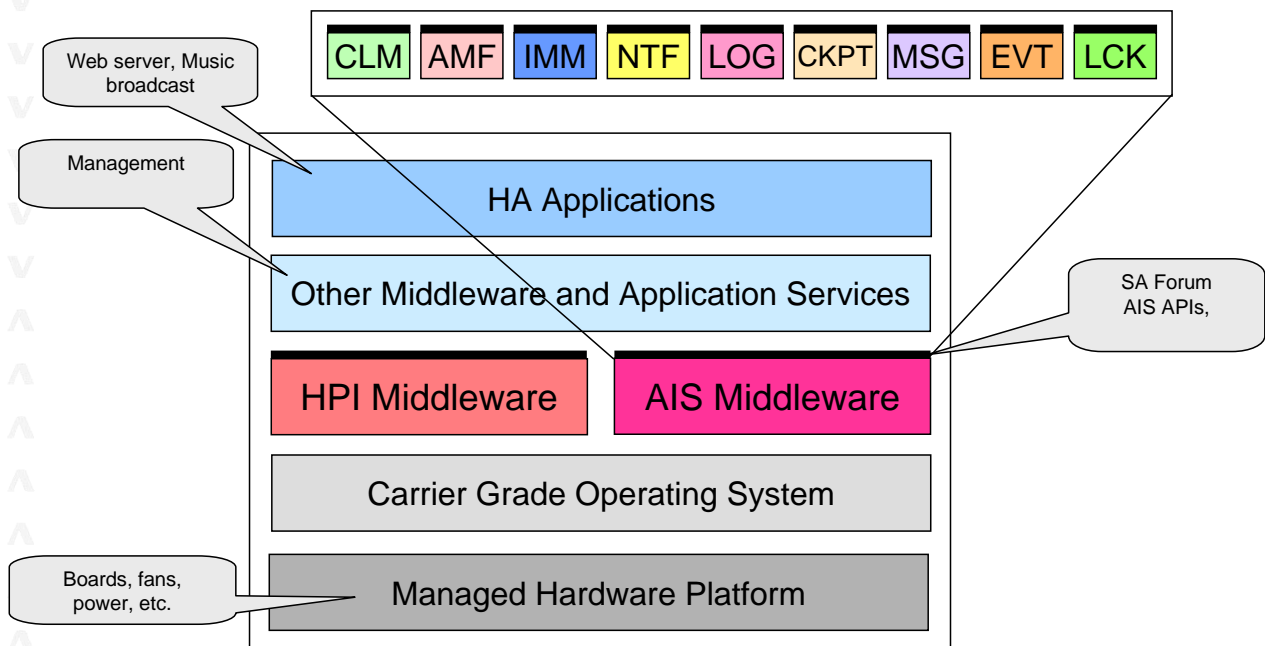 CLM AMF IMM NTF LOG CKPT MSG EVT LCK
Web server, Music
broadcast
Management
HA Applications
Other Middleware and Application Services
SA Forum
AIS APIs,
HPI Middleware
AIS Middleware
Carrier Grade Operating System
Boards, fans,
power, etc.
Managed Hardware Platform